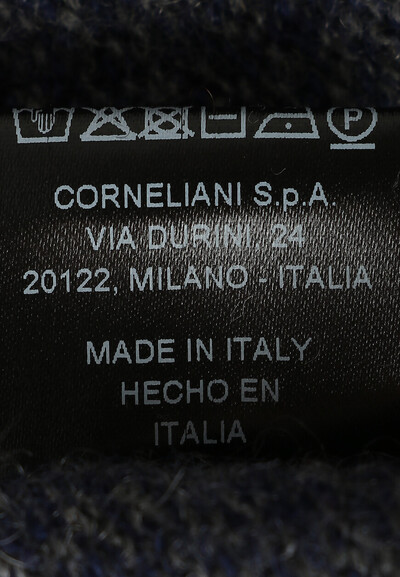 P
CORNELIANI S.p.A.
VIA DURINI, 24
20122, MILANO - ITALIA
MADE IN ITALY
HECHO EN
ITALIA